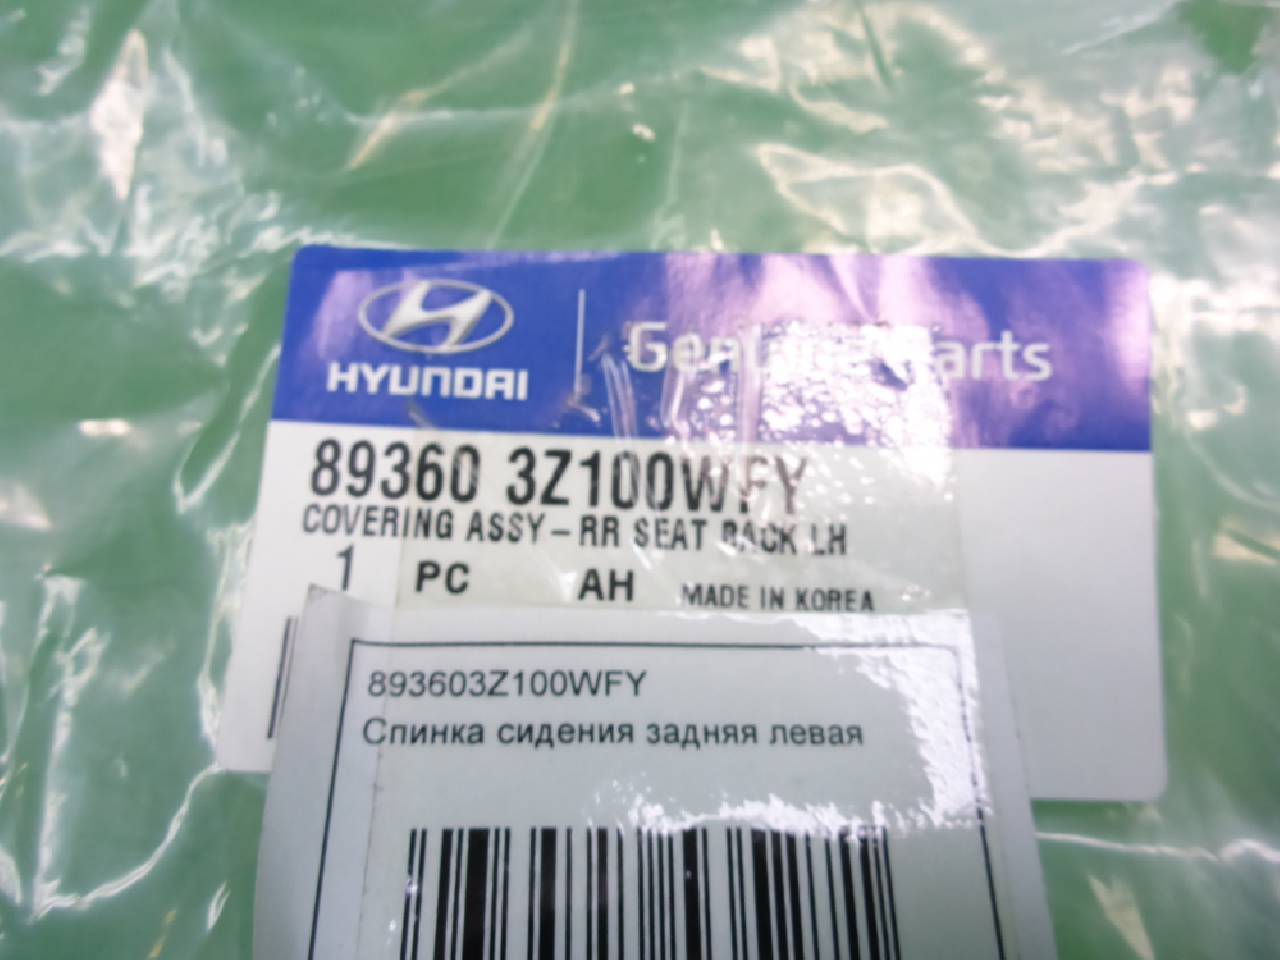 HYUNDAI
Genuine Parts
89360 3Z100WFY
COVERING ASSY-RR SEAT BACK LH
1 PC AH MADE IN KOREA
893603Z100WFY
Спинка сидения задняя левая